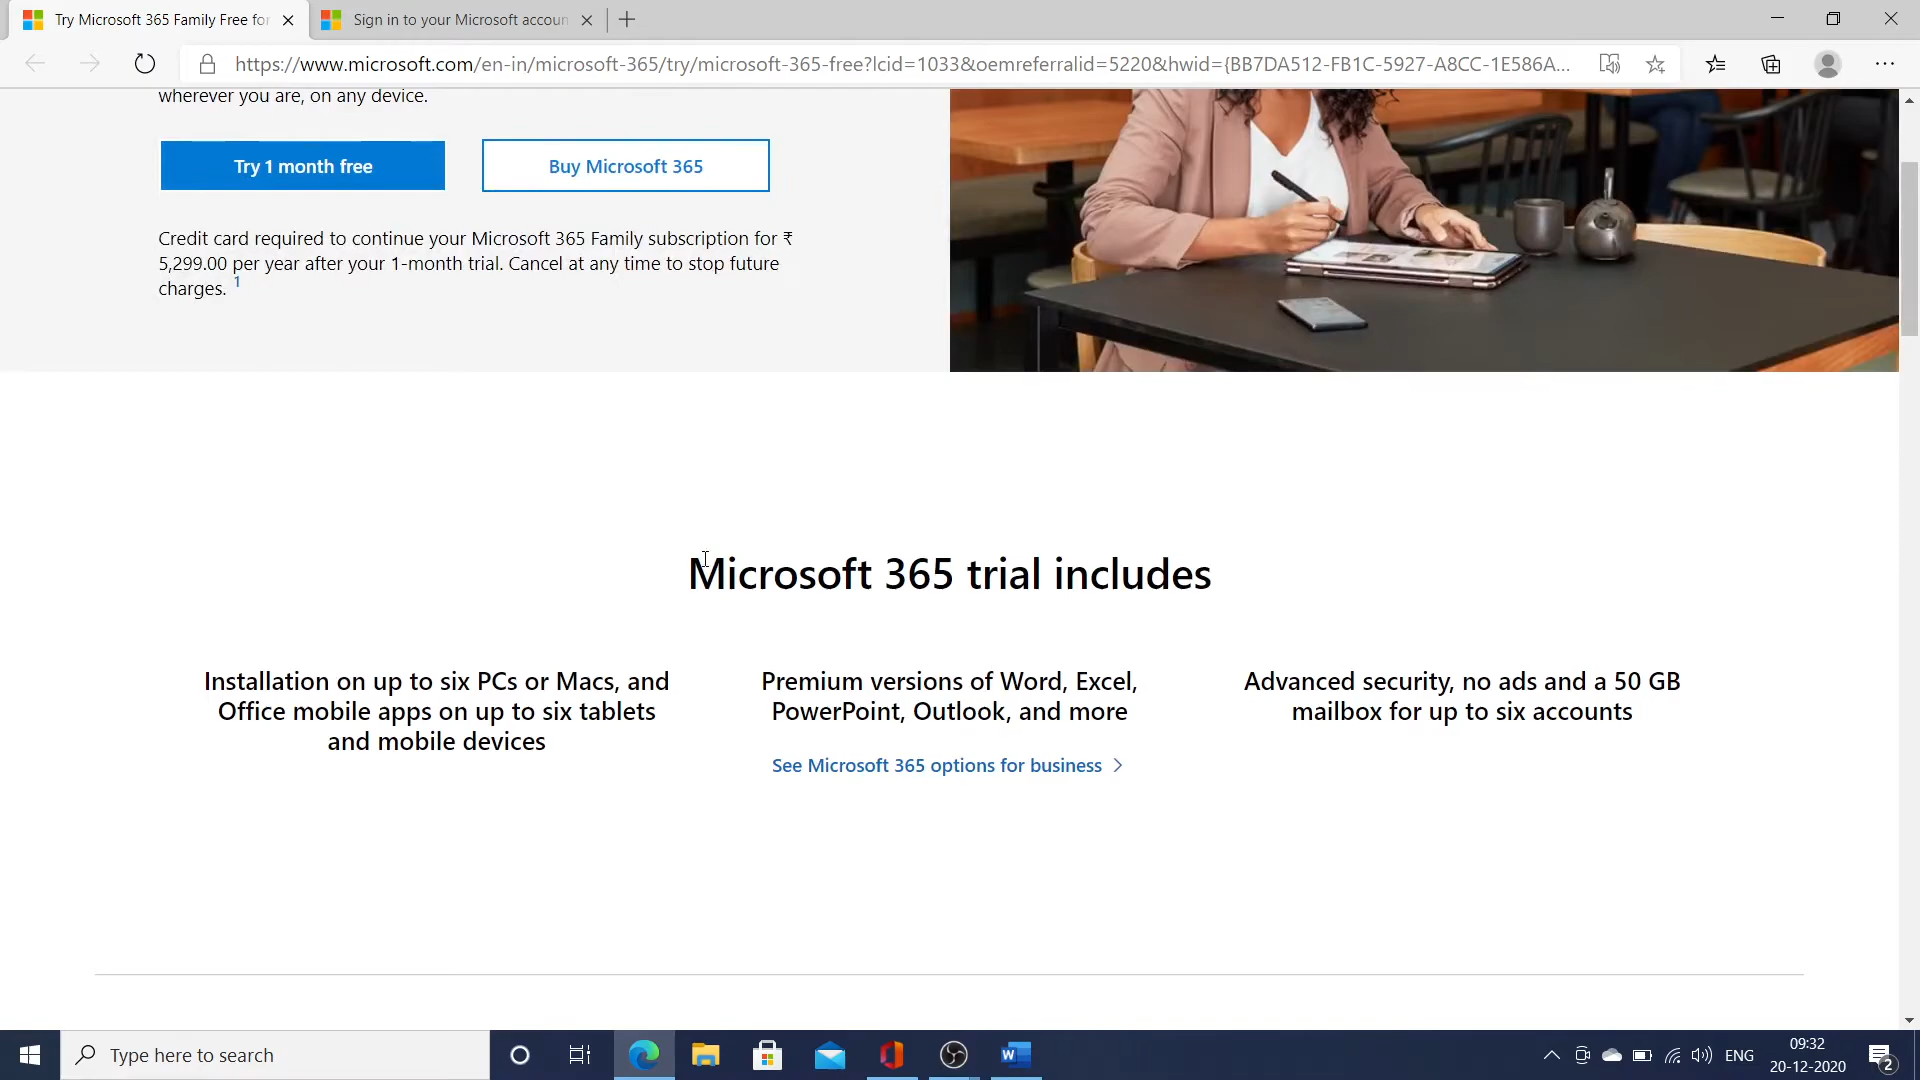 Try Microsoft 365 Family Free for
Sign in to your Microsoft accoun
https://www.microsoft.com/en-in/microsoft-365/try/microsoft-365-free?lcid=1033&oemreferralid=5220&hwid={BB7DA512-FB1C-5927-A8CC-1E586A...
wherever you are, on any device.
Try 1 month free
Buy Microsoft 365
Credit card required to continue your Microsoft 365 Family subscription for ₹
5,299.00 per year after your 1-month trial. Cancel at any time to stop future
charges. 1
Microsoft 365 trial includes
Installation on up to six PCs or Macs, and
Office mobile apps on up to six tablets
and mobile devices
Premium versions of Word, Excel,
PowerPoint, Outlook, and more
See Microsoft 365 options for business
Advanced security, no ads and a 50 GB
mailbox for up to six accounts
Type here to search
W
ENG
09:32
20-12-2020
2